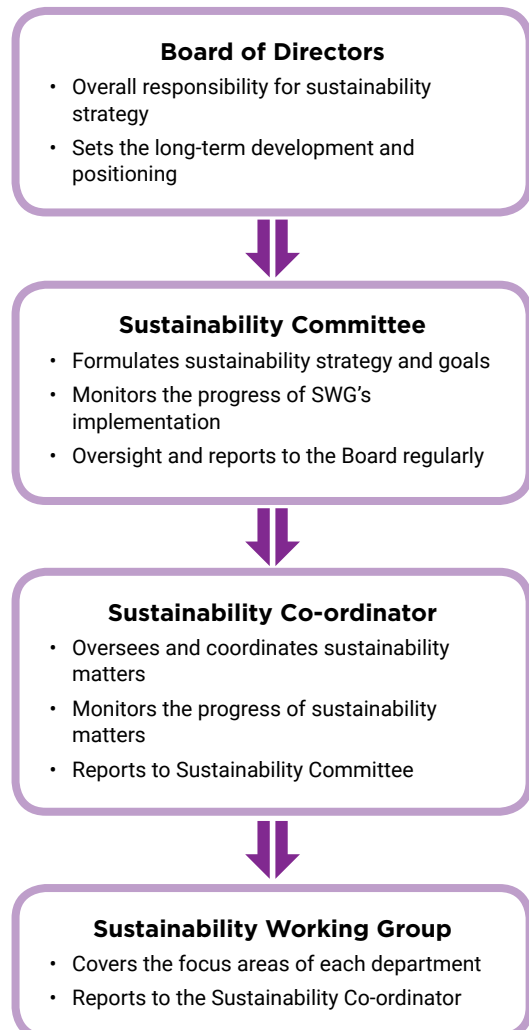 Board of Directors
• Overall responsibility for sustainability
strategy
• Sets the long-term development and
positioning
Sustainability Committee
• Formulates sustainability strategy and goals
• Monitors the progress of SWG's
implementation
• Oversight and reports to the Board regularly
Sustainability Co-ordinator
• Oversees and coordinates sustainability
matters
• Monitors the progress of sustainability
matters
• Reports to Sustainability Committee
Sustainability Working Group
• Covers the focus areas of each department
• Reports to the Sustainability Co-ordinator